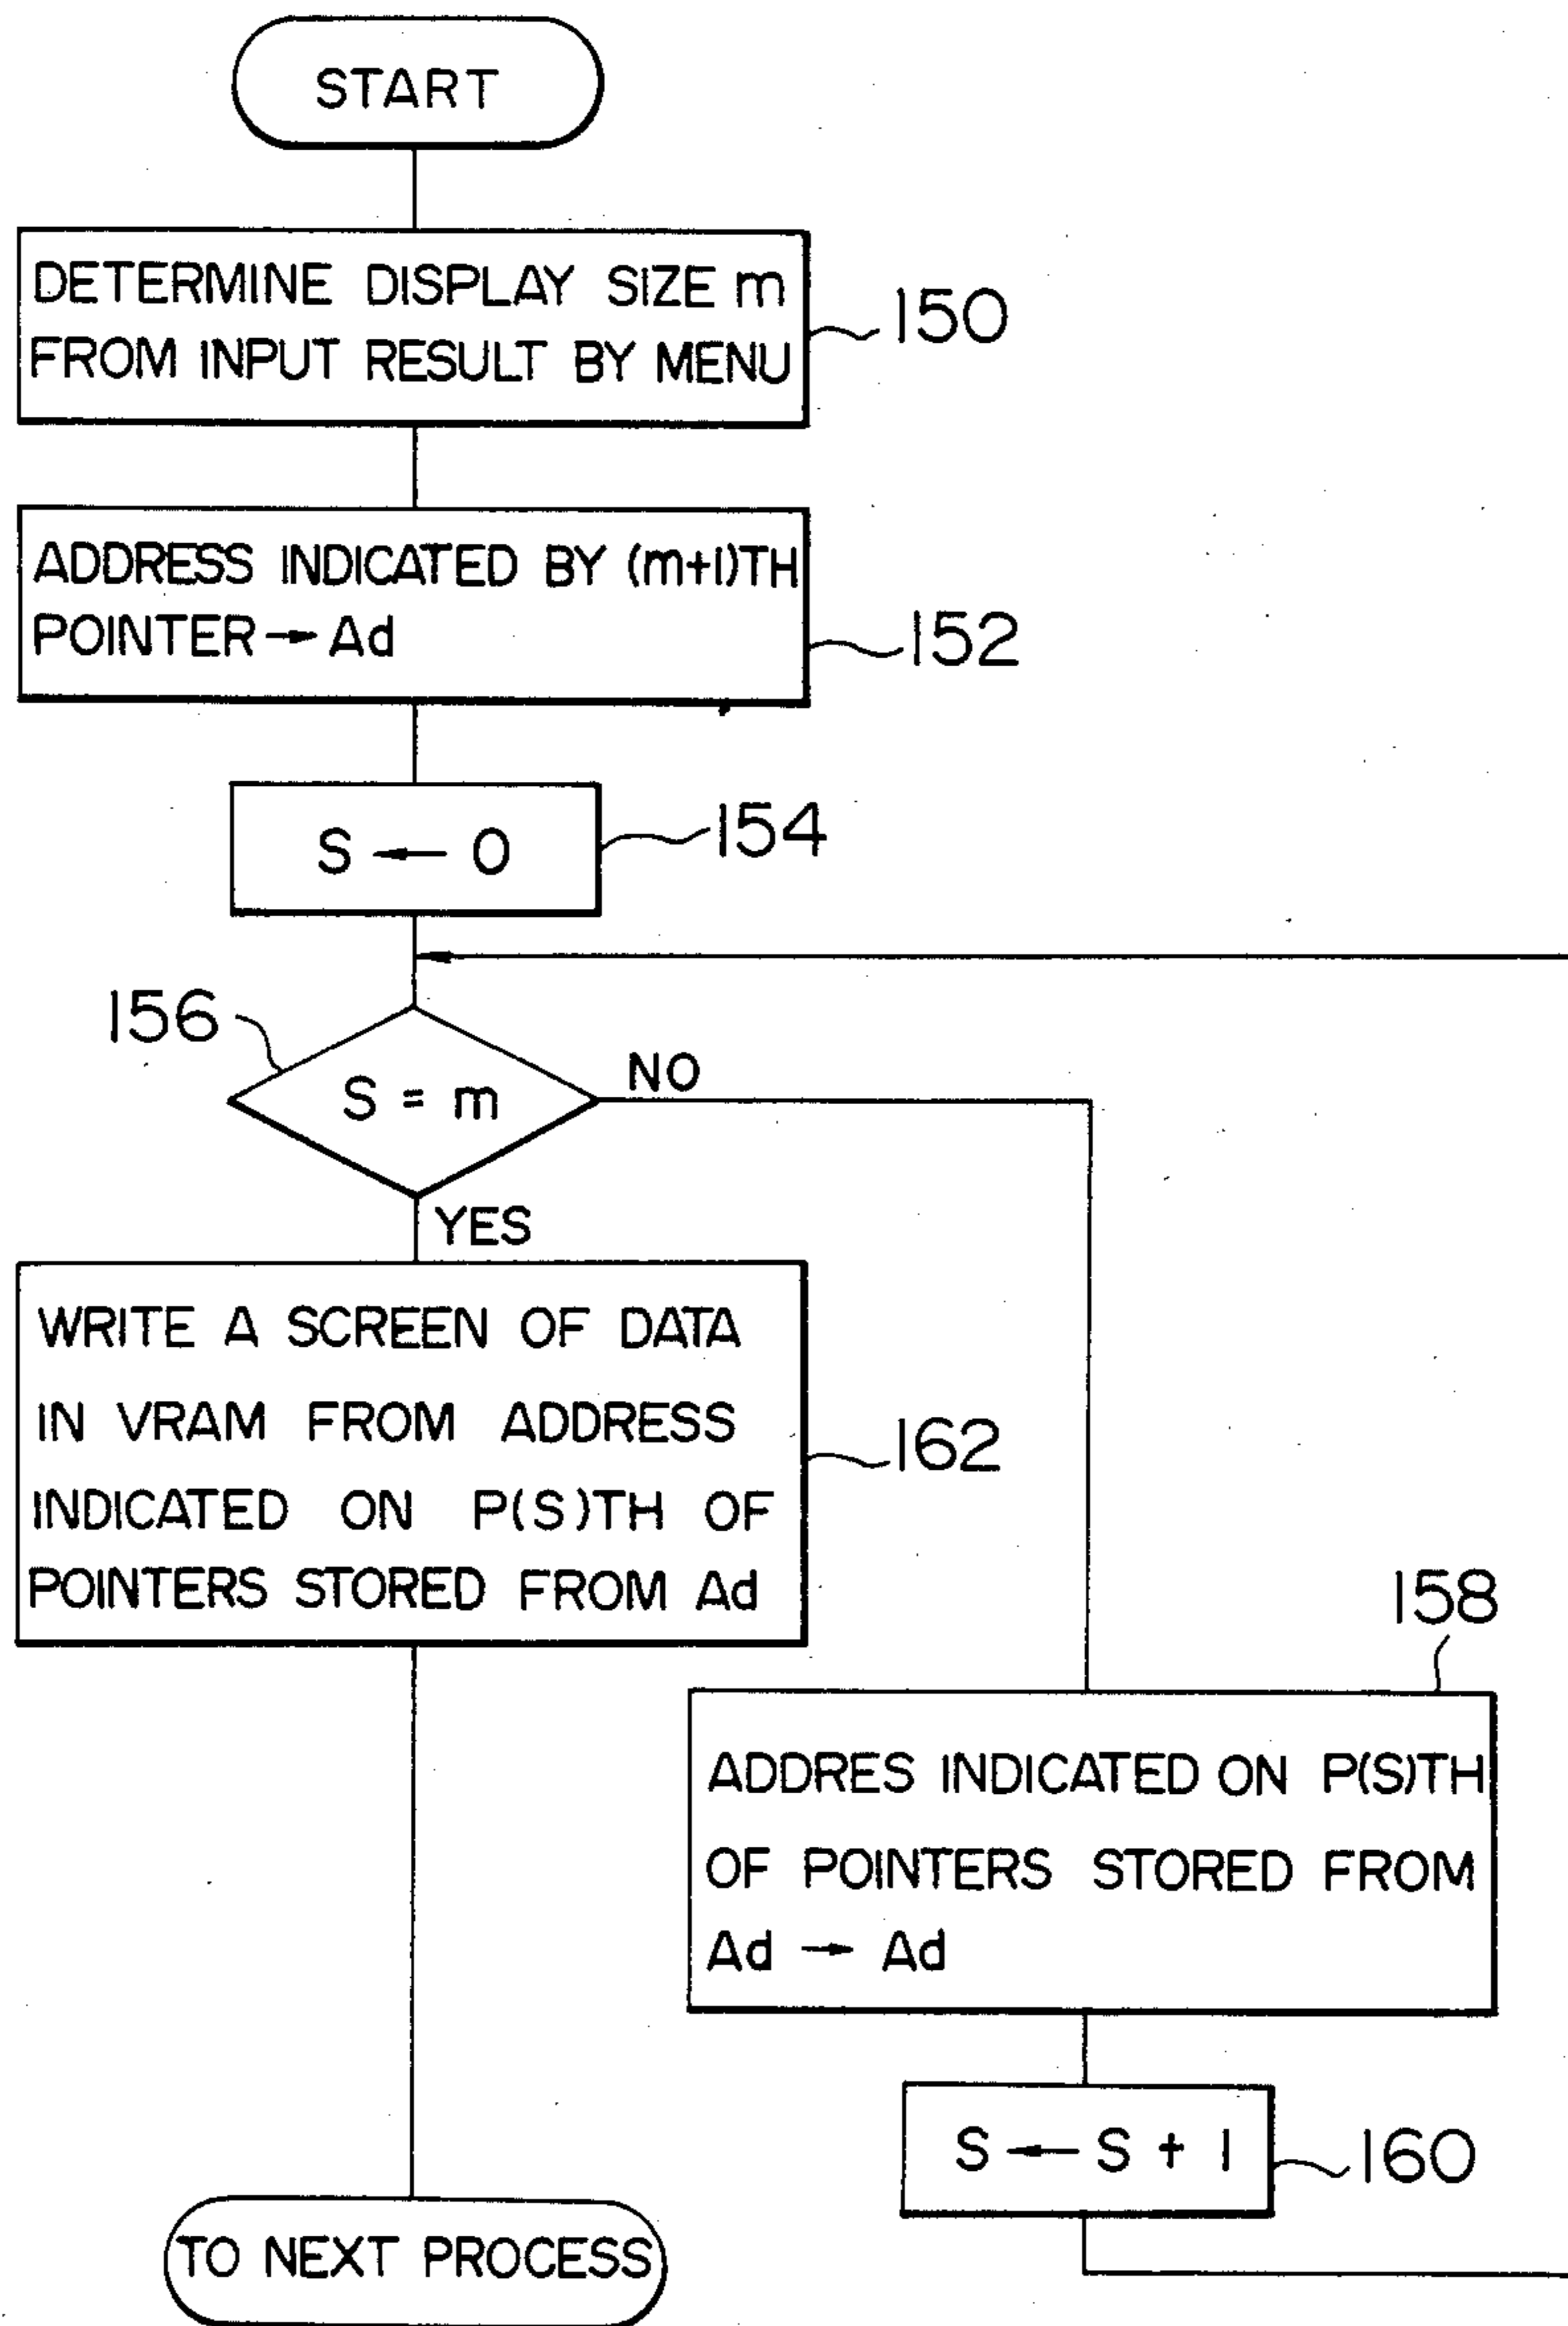 START
DETERMINE DISPLAY SIZE m
FROM INPUT RESULT BY MENU
150
ADDRESS INDICATED BY (m+1)TH
POINTER → Ad
152
S ← 0
154
156
S = m
NO
YES
WRITE A SCREEN OF DATA
IN VRAM FROM ADDRESS
INDICATED ON P(S)TH OF
POINTERS STORED FROM Ad
162
158
ADDRES INDICATED ON P(S)TH
OF POINTERS STORED FROM
Ad → Ad
S ← S + 1
160
TO NEXT PROCESS